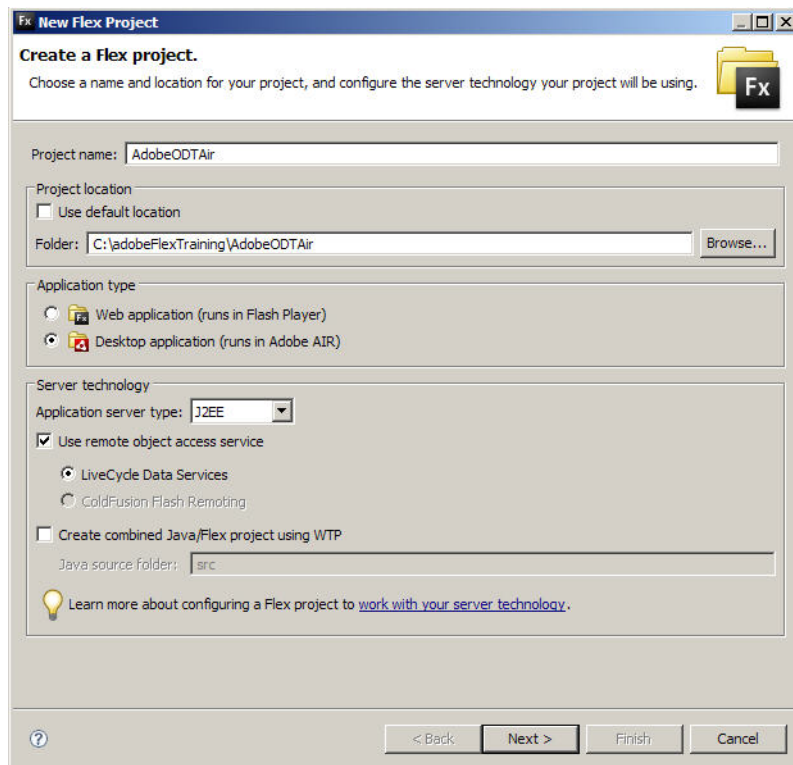 Fx New Flex Project
Create a Flex project.
Choose a name and location for your project, and configure the server technology your project will be using.
Fx
Project name: AdobeODTAir
Project location
Use default location
Folder: C:\adobeFlexTraining\AdobeODTAir Browse...
Application type
Web application (runs in Flash Player)
Desktop application (runs in Adobe AIR)
Server technology
Application server type: J2EE
Use remote object access service
LiveCycle Data Services
ColdFusion Flash Remoting
Create combined Java/Flex project using WTP
Java source folder: src
Learn more about configuring a Flex project to work with your server technology.
? < Back Next > Finish Cancel